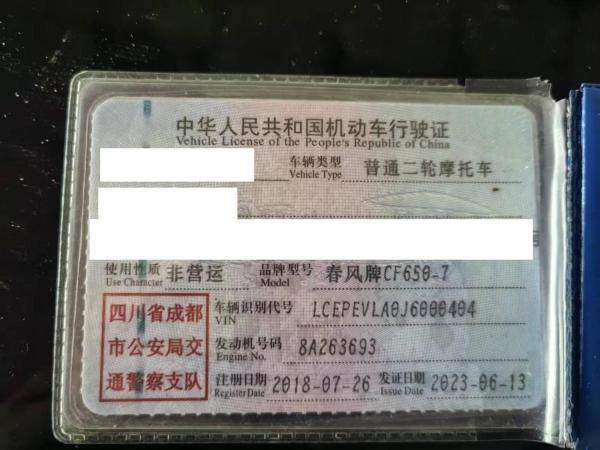 中华人民共和国机动车行驶证
Vehicle License of the People's Republic of China
车辆类型 普通二轮摩托车
Vehicle Type
使用性质 非营运 品牌型号 春风牌CF650-7
Use Character Model
四川省成都 车辆识别代号 LCEPEVLA0J6000404
VIN
市公安局交 发动机号码 8A263693
Engine No.
通警察支队 注册日期 2018-07-26 发证日期 2023-06-13
Register Date Issue Date